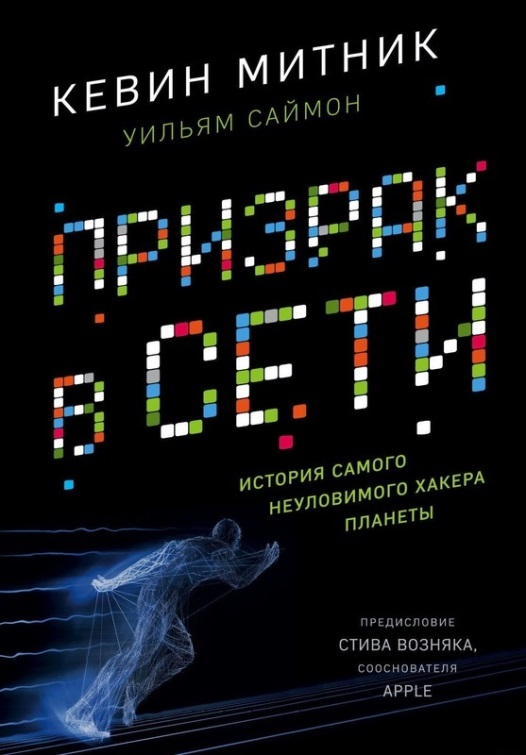 КЕВИН МИТНИК
УИЛЬЯМ САЙМОН
ПРИЗРАК
В СЕТИ
ИСТОРИЯ САМОГО
НЕУЛОВИМОГО ХАКЕРА
ПЛАНЕТЫ
ПРЕДИСЛОВИЕ
СТИВА ВОЗНЯКА,
СООСНОВАТЕЛЯ
APPLE